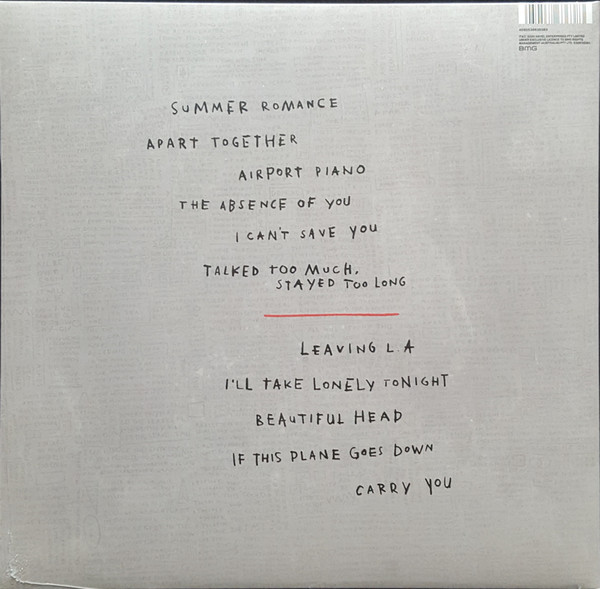 SUMMER ROMANCE
APART TOGETHER
AIRPORT PIANO
THE ABSENCE OF YOU
I CAN'T SAVE YOU
TALKED TOO MUCH,
STAYED TOO LONG
LEAVING L.A
I'LL TAKE LONELY TONIGHT
BEAUTIFUL HEAD
IF THIS PLANE GOES DOWN
CARRY YOU
BMG